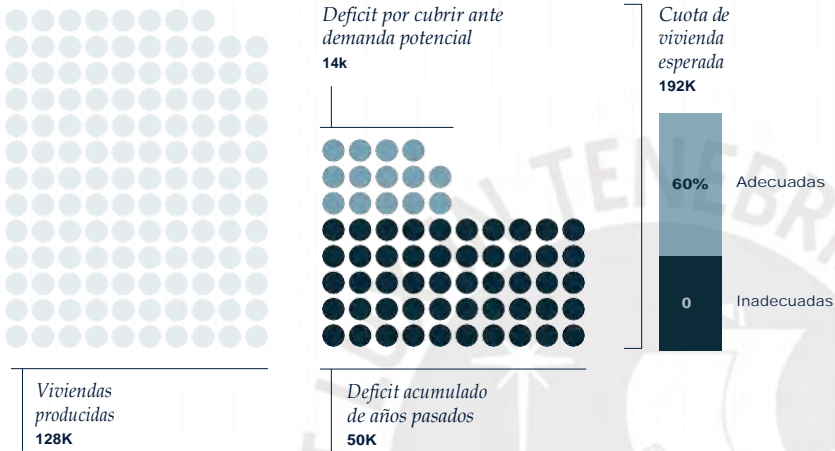 Deficit por cubrir ante
demanda potencial
14k
Cuota de
vivienda
esperada
192K
60%
Adecuadas
0
Inadecuadas
Viviendas
producidas
128K
Deficit acumulado
de años pasados
50K
TENEBRI